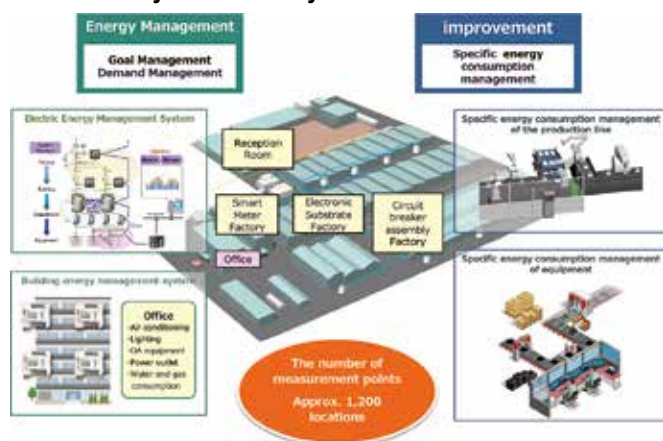 Energy Management
Goal Management
Demand Management
improvement
Specific energy
consumption
management
Electric Energy Management System
Specific energy consumption management
of the production line
Reception
Room
Smart
Meter
Factory
Electronic
Substrate
Factory
Circuit
breaker
assembly
Factory
Office
Building energy management system
Office
-Air conditioning
-Lighting
-OA equipment
-Power outlet
-Water and gas
consumption
Specific energy consumption management
of equipment
The number of
measurement points
Approx. 1,200
locations